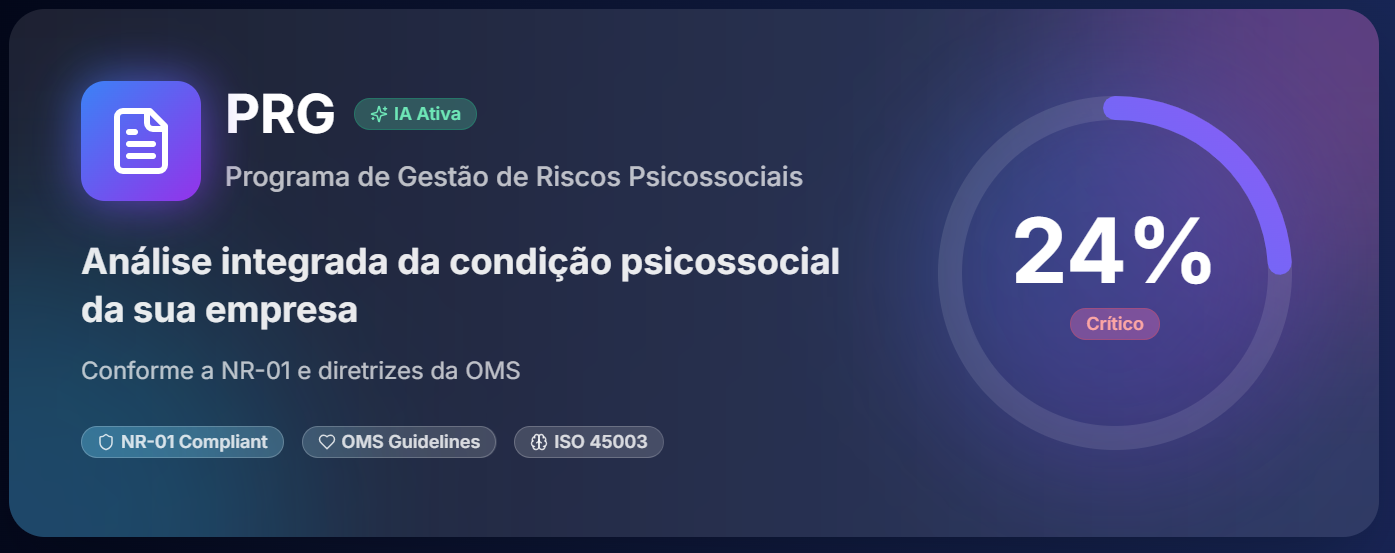 PRG
IA Ativa
Programa de Gestão de Riscos Psicossociais
Análise integrada da condição psicossocial
da sua empresa
Conforme a NR-01 e diretrizes da OMS
NR-01 Compliant
OMS Guidelines
ISO 45003
24%
Crítico